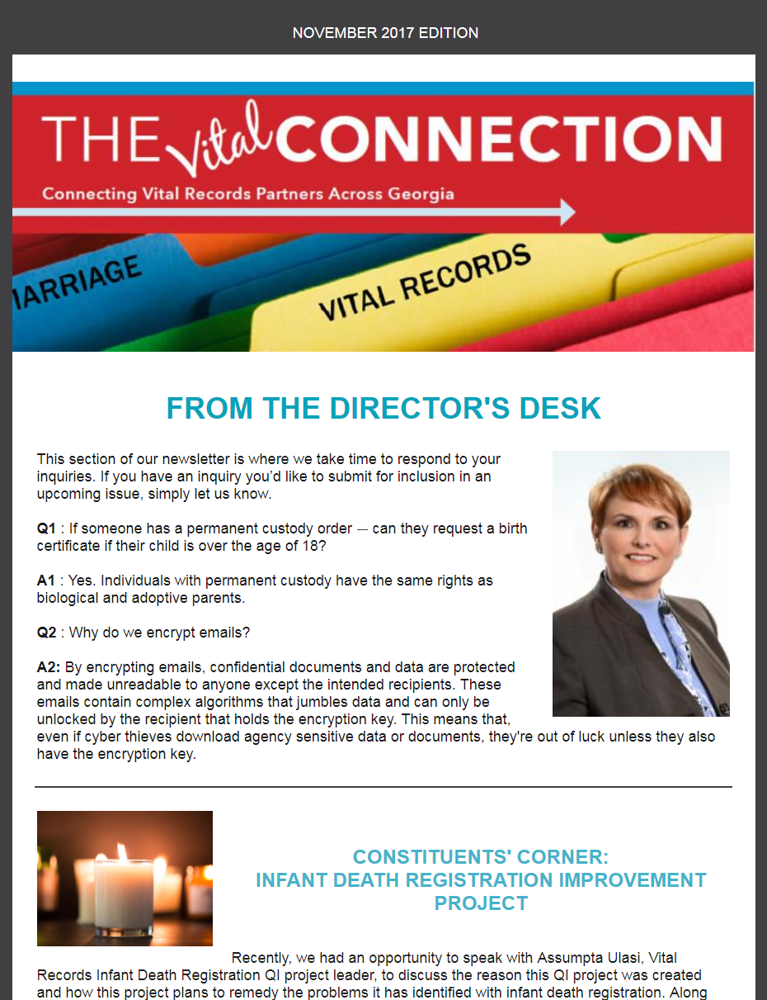 NOVEMBER 2017 EDITION
THE Vital CONNECTION
Connecting Vital Records Partners Across Georgia
MARRIAGE
VITAL RECORDS
FROM THE DIRECTOR'S DESK
This section of our newsletter is where we take time to respond to your
inquiries. If you have an inquiry you’d like to submit for inclusion in an
upcoming issue, simply let us know.
Q1 : If someone has a permanent custody order — can they request a birth
certificate if their child is over the age of 18?
A1 : Yes. Individuals with permanent custody have the same rights as
biological and adoptive parents.
Q2 : Why do we encrypt emails?
A2: By encrypting emails, confidential documents and data are protected
and made unreadable to anyone except the intended recipients. These
emails contain complex algorithms that jumbles data and can only be
unlocked by the recipient that holds the encryption key. This means that,
even if cyber thieves download agency sensitive data or documents, they're out of luck unless they also
have the encryption key.
CONSTITUENTS' CORNER:
INFANT DEATH REGISTRATION IMPROVEMENT
PROJECT
Recently, we had an opportunity to speak with Assumpta Ulasi, Vital
Records Infant Death Registration QI project leader, to discuss the reason this QI project was created
and how this project plans to remedy the problems it has identified with infant death registration. Along